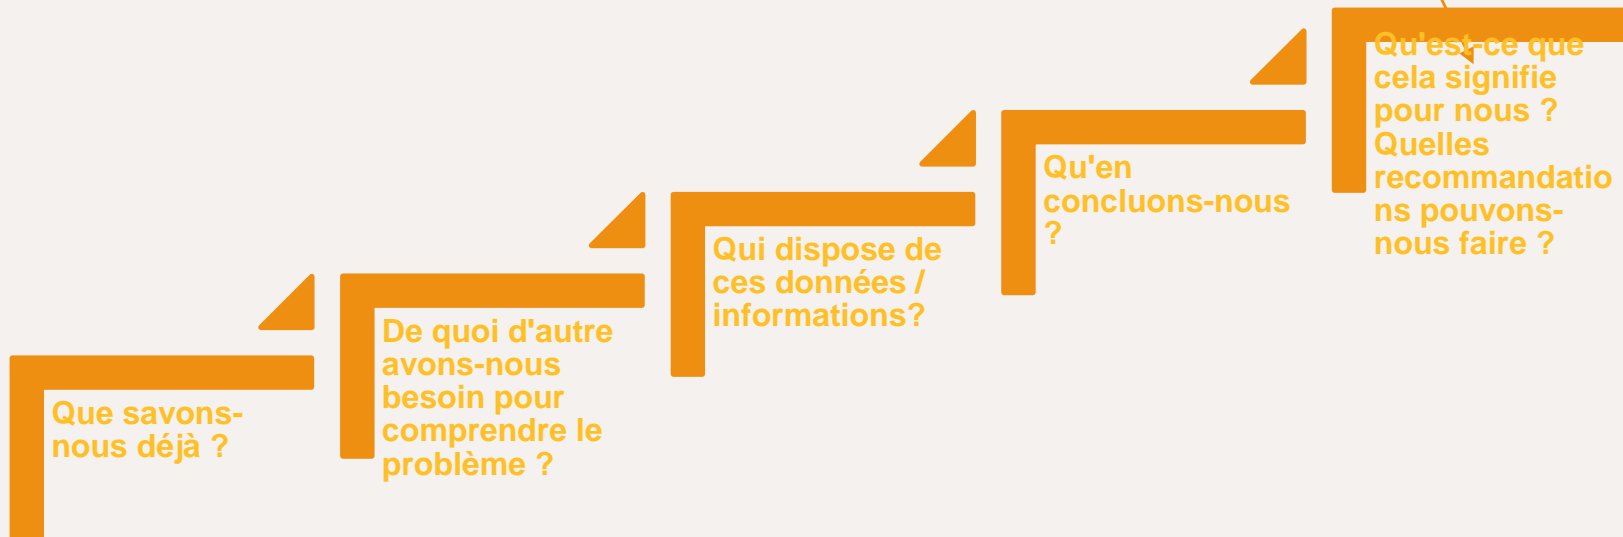 Que savons-
nous déjà ?
De quoi d'autre
avons-nous
besoin pour
comprendre le
problème ?
Qui dispose de
ces données /
informations?
Qu'en
concluons-nous
?
Qu'est-ce que
cela signifie
pour nous ?
Quelles
recommandatio
ns pouvons-
nous faire ?